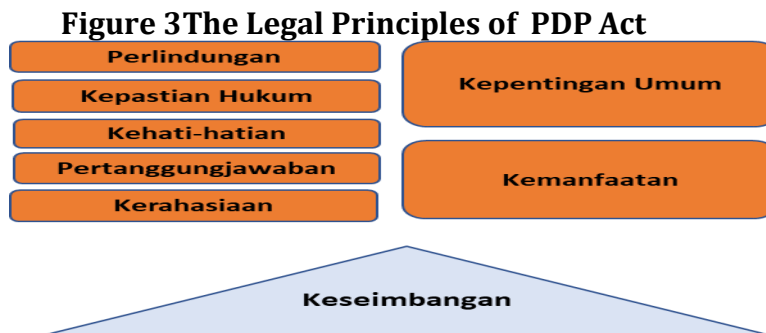 Figure 3The Legal Principles of PDP Act
Perlindungan
Kepastian Hukum
Kehati-hatian
Pertanggungjawaban
Kerahasiaan
Kepentingan Umum
Kemanfaatan
Keseimbangan